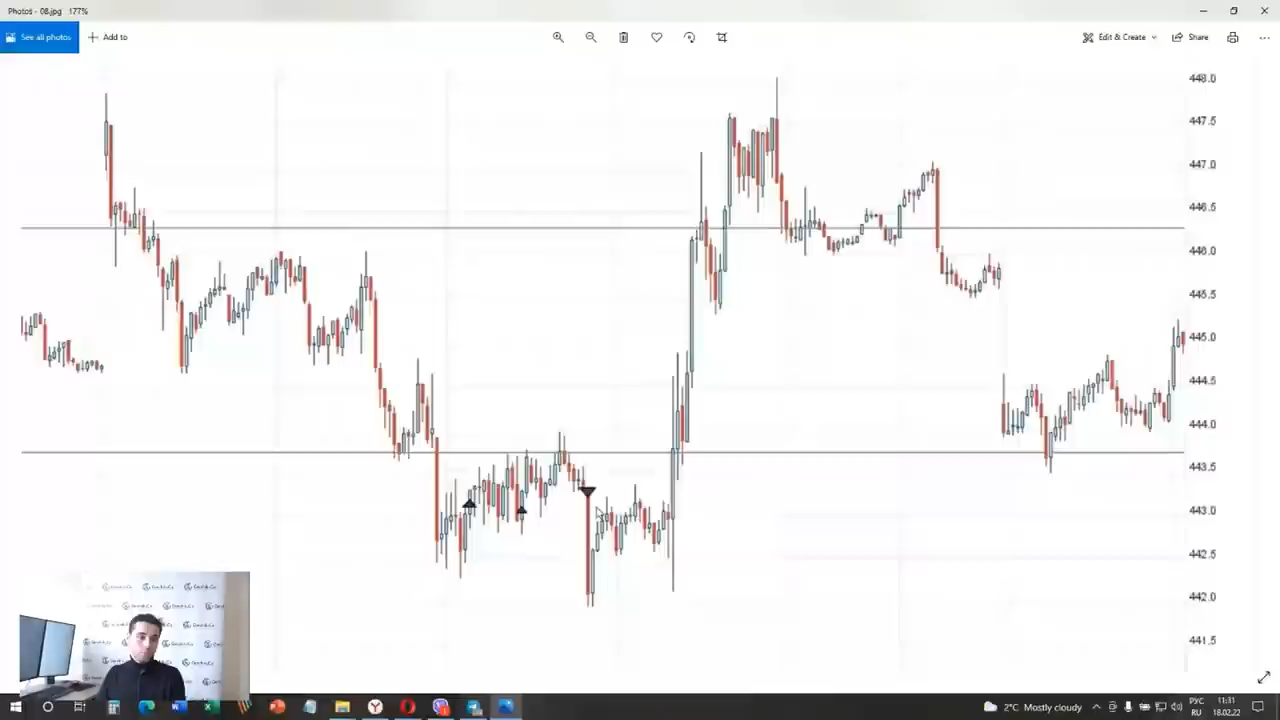 Photos - 08.jpg 177%
See all photos
Add to
Edit & Create
Share
448.0
447.5
447.0
446.5
446.0
445.5
445.0
444.5
444.0
443.5
443.0
442.5
442.0
441.5
2°C Mostly cloudy
РУС
RU
11:31
18.02.22